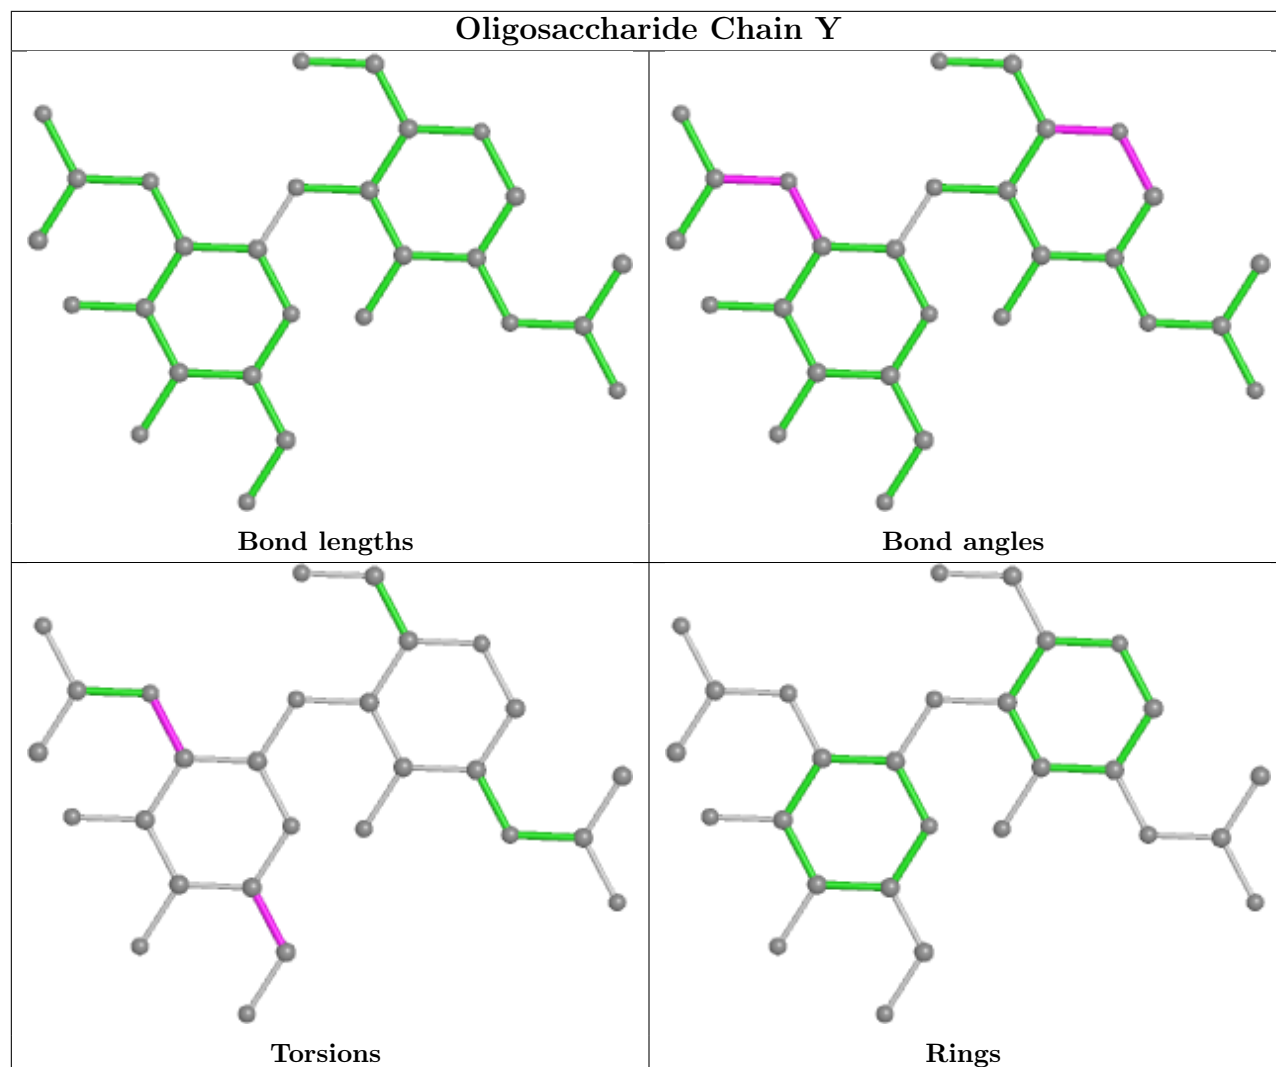 Oligosaccharide Chain Y
Bond lengths
Bond angles
Torsions
Rings